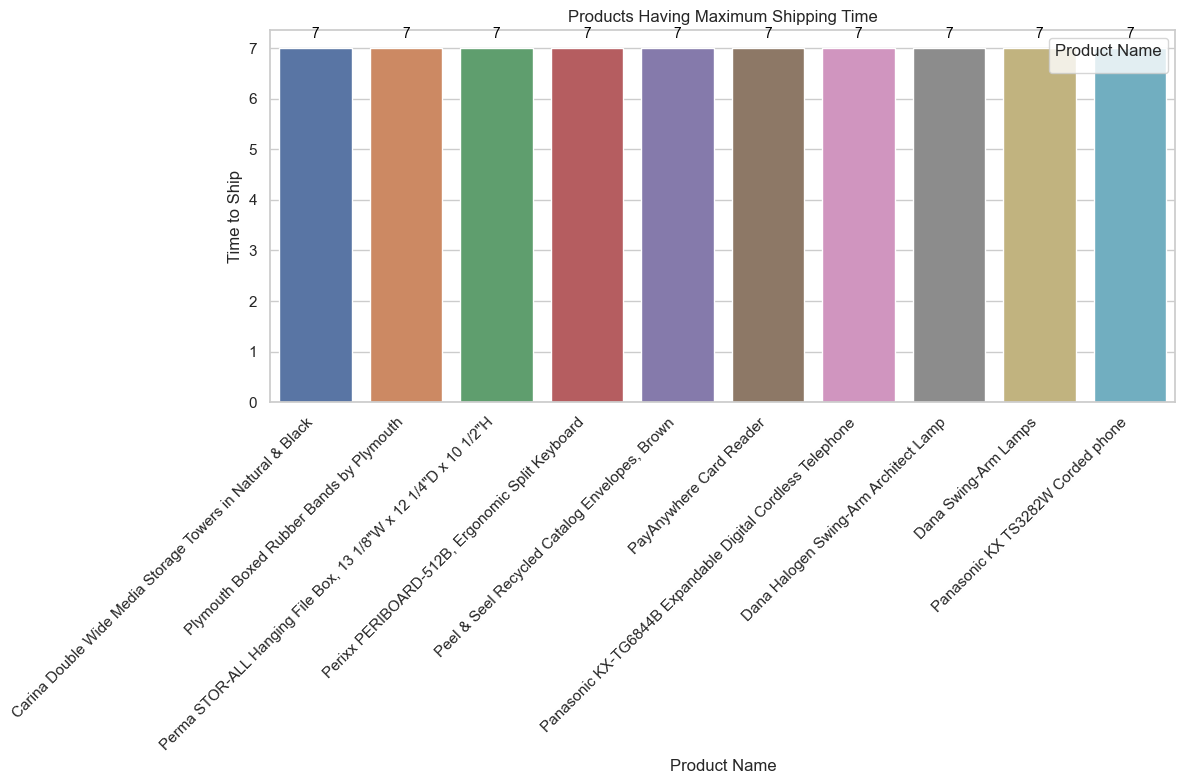 Products Having Maximum Shipping Time
7 7 7 7 7 7 7 7 7 7
Product Name
Time to Ship
7
6
5
4
3
2
1
0
Carina Double Wide Media Storage Towers in Natural & Black
Plymouth Boxed Rubber Bands by Plymouth
Perma STOR-ALL Hanging File Box, 13 1/8"W x 12 1/4"D x 10 1/2"H
Perixx PERIBOARD-512B, Ergonomic Split Keyboard
Peel & Seel Recycled Catalog Envelopes, Brown
PayAnywhere Card Reader
Panasonic KX-TG6844B Expandable Digital Cordless Telephone
Dana Halogen Swing-Arm Architect Lamp
Dana Swing-Arm Lamps
Panasonic KX TS3282W Corded phone
Product Name